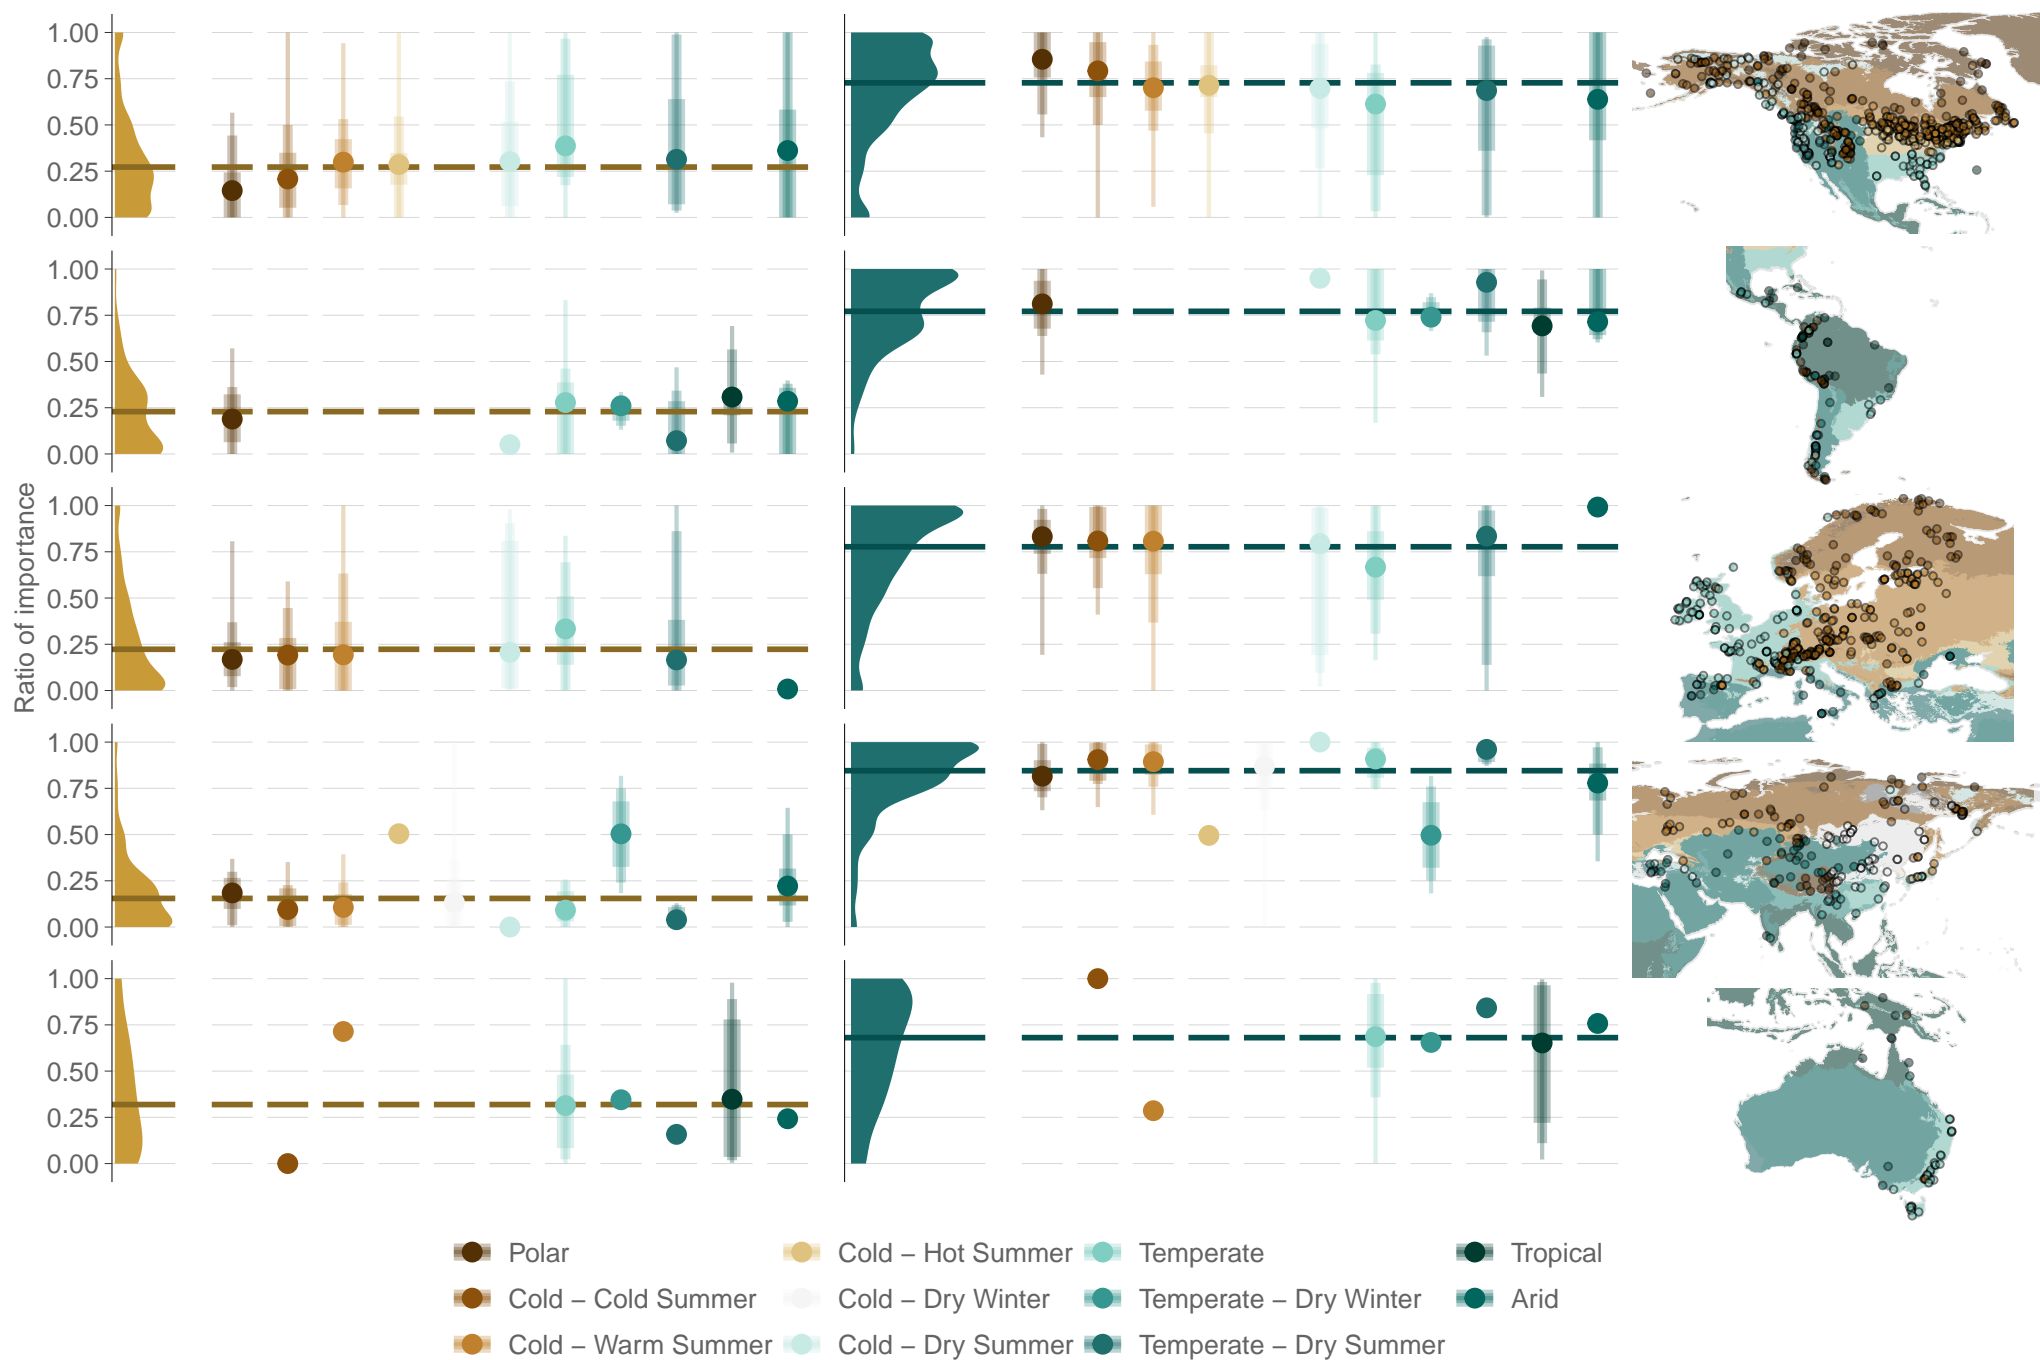 1.00
0.75
0.50
0.25
0.00
1.00
0.75
0.50
0.25
0.00
Ratio of importance
1.00
0.75
0.50
0.25
0.00
1.00
0.75
0.50
0.25
0.00
1.00
0.75
0.50
0.25
0.00
Polar
Cold – Hot Summer
Temperate
Tropical
Cold – Cold Summer
Cold – Dry Winter
Temperate – Dry Winter
Arid
Cold – Warm Summer
Cold – Dry Summer
Temperate – Dry Summer